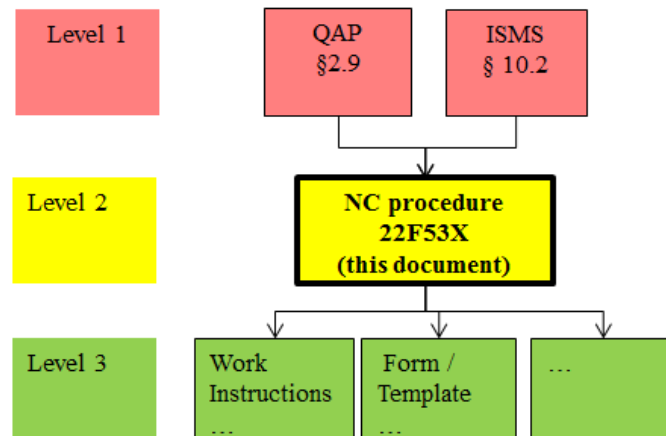 Level 1
QAP
§2.9
ISMS
§ 10.2
Level 2
NC procedure
22F53X
(this document)
Level 3
Work
Instructions
…
Form /
Template
…
…